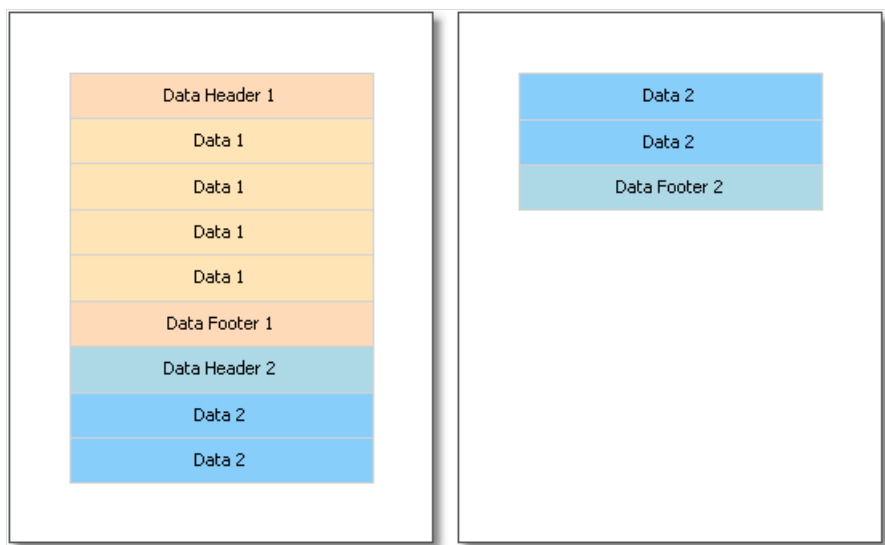 Data Header 1
Data 1
Data 1
Data 1
Data 1
Data Footer 1
Data Header 2
Data 2
Data 2
Data 2
Data 2
Data Footer 2